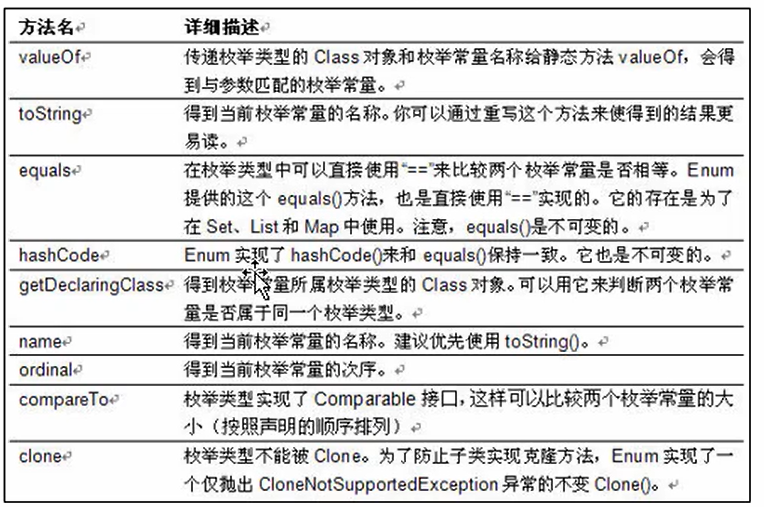 方法名 详细描述
valueOf 传递枚举类型的 Class 对象和枚举常量名称给静态方法 valueOf，会得
到与参数匹配的枚举常量。
toString 得到当前枚举常量的名称。你可以通过重写这个方法来使得到的结果更
易读。
equals 在枚举类型中可以直接使用“==”来比较两个枚举常量是否相等。Enum
提供的这个 equals()方法，也是直接使用“==”实现的。它的存在是为了
在 Set、List 和 Map 中使用。注意，equals()是不可变的。
hashCode Enum 实现了 hashCode()来和 equals()保持一致。它也是不可变的。
getDeclaringClass 得到枚举常量所属枚举类型的 Class 对象。可以用它来判断两个枚举常
量是否属于同一个枚举类型。
name 得到当前枚举常量的名称。建议优先使用 toString()。
ordinal 得到当前枚举常量的次序。
compareTo 枚举类型实现了 Comparable 接口，这样可以比较两个枚举常量的大
小（按照声明的顺序排列）
clone 枚举类型不能被 Clone。为了防止子类实现克隆方法，Enum 实现了一
个仅抛出 CloneNotSupportedException 异常的不变 Clone()。